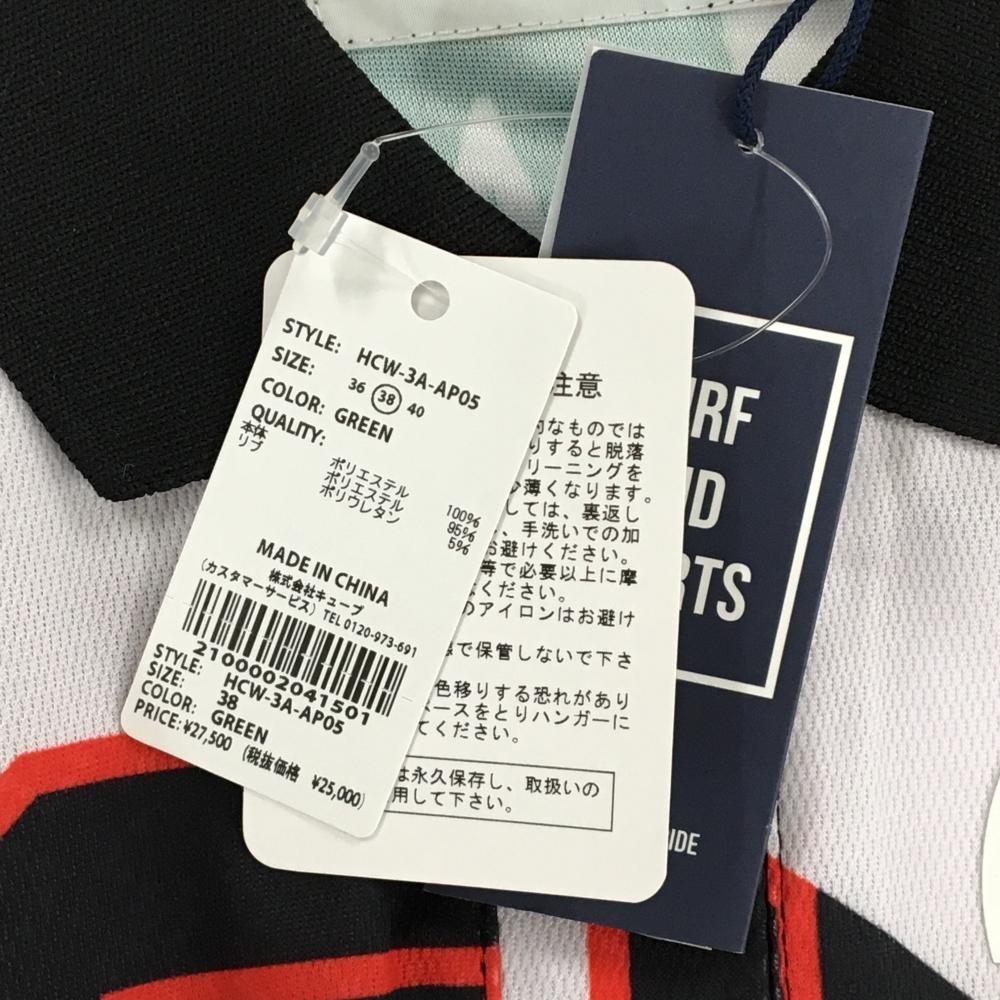 STYLE: HCW-3A-AP05
SIZE: 36 38 40
COLOR: GREEN
QUALITY:
本体 ポリエステル 100%
リブ ポリエステル 95%
ポリウレタン 5%
MADE IN CHINA
株式会社キューブ
(カスタマーサービス) TEL 0120-973-691
2100002041501
STYLE: HCW-3A-AP05
SIZE: 38
COLOR: GREEN
PRICE: ¥27,500 (税抜価格 ¥25,000)
注意
的なものでは
りすると脱落
リーニングを
薄くなります。
しては、裏返し
、手洗いでの加
お避けください。
等で必要以上に摩
ください。
のアイロンはお避け
で保管しないで下さ
色移りする恐れがあり
ースをとりハンガーに
てください。
は永久保存し、取扱いの
用して下さい。
RF
ND
RTS
IDE